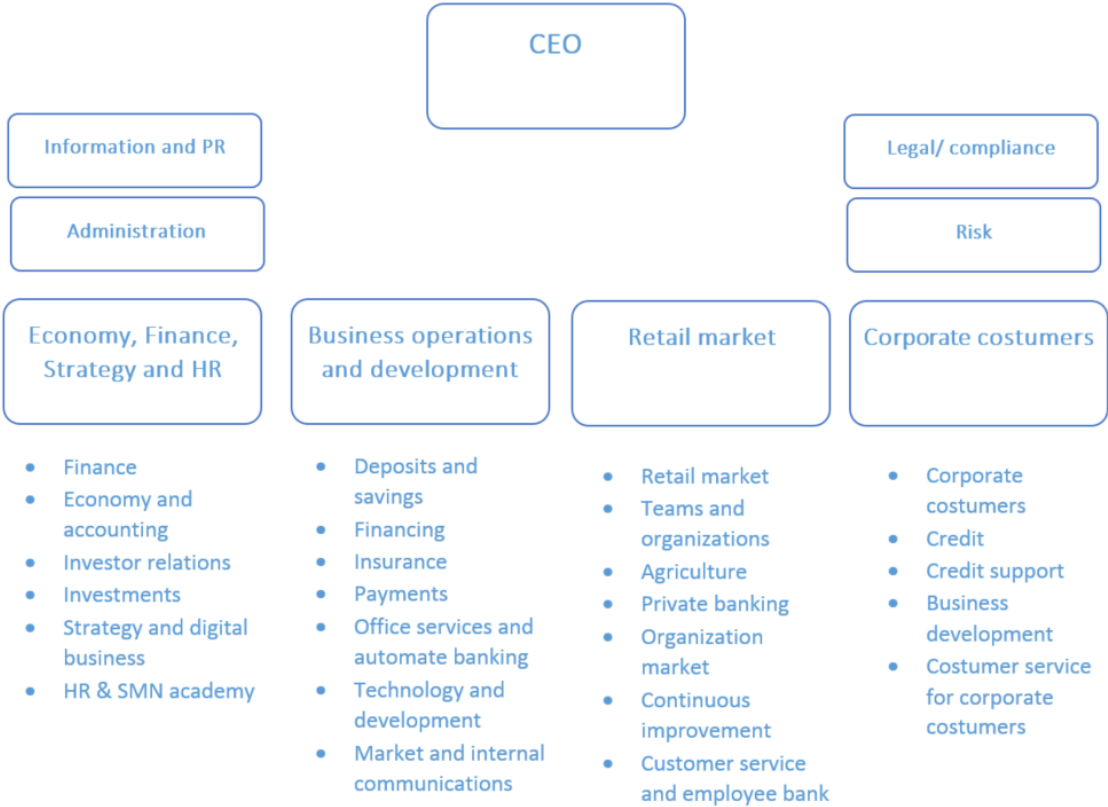 CEO
Information and PR
Legal/ compliance
Administration
Risk
Economy, Finance,
Strategy and HR
Business operations
and development
Retail market
Corporate costumers
• Finance
• Economy and
accounting
• Investor relations
• Investments
• Strategy and digital
business
• HR & SMN academy
• Deposits and
savings
• Financing
• Insurance
• Payments
• Office services and
automate banking
• Technology and
development
• Market and internal
communications
• Retail market
• Teams and
organizations
• Agriculture
• Private banking
• Organization
market
• Continuous
improvement
• Customer service
and employee bank
• Corporate
costumers
• Credit
• Credit support
• Business
development
• Costumer service
for corporate
costumers